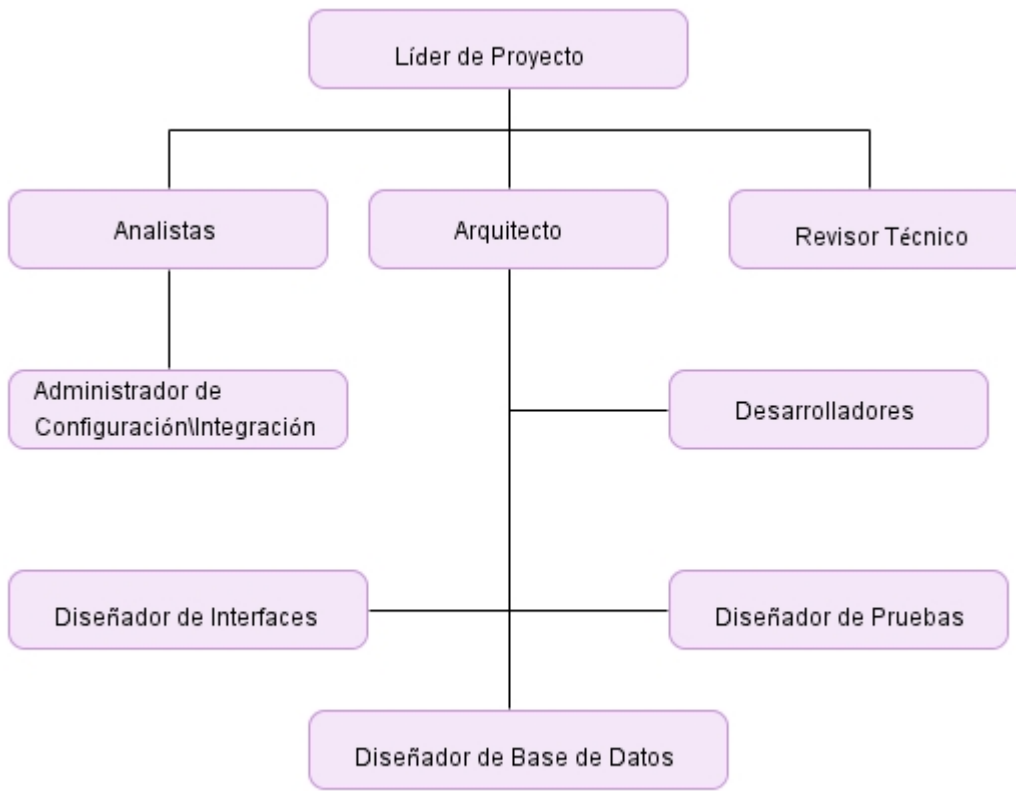 Líder de Proyecto
Analistas
Arquitecto
Revisor Técnico
Administrador de
Configuración\Integración
Desarrolladores
Diseñador de Interfaces
Diseñador de Pruebas
Diseñador de Base de Datos